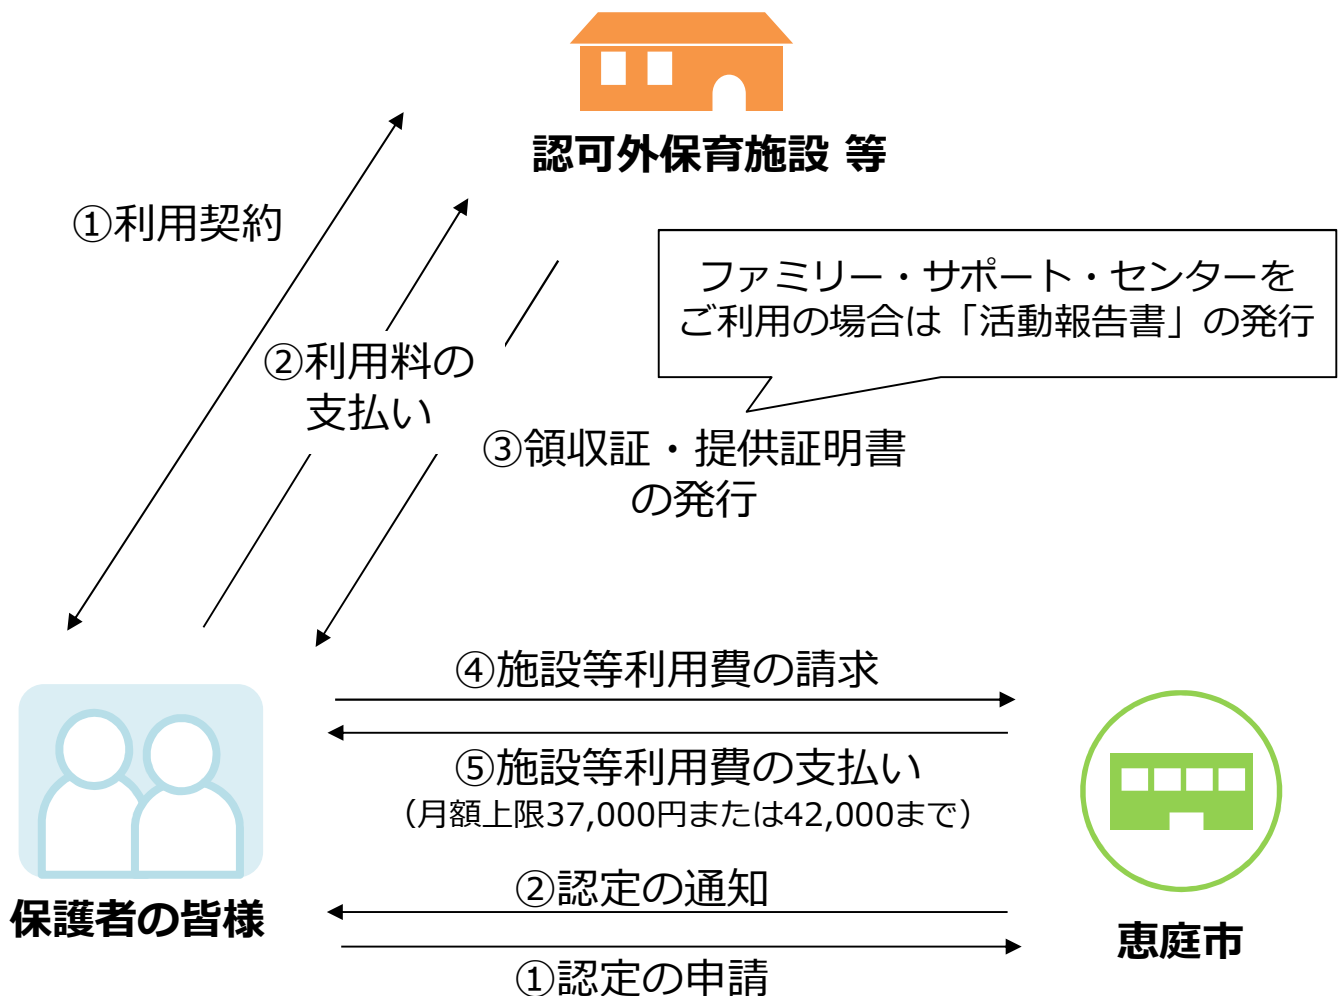 認可外保育施設 等
①利用契約
ファミリー・サポート・センターを
ご利用の場合は「活動報告書」の発行
②利用料の
支払い
③領収証・提供証明書
の発行
④施設等利用費の請求
⑤施設等利用費の支払い
（月額上限37,000円または42,000まで）
②認定の通知
保護者の皆様
恵庭市
①認定の申請